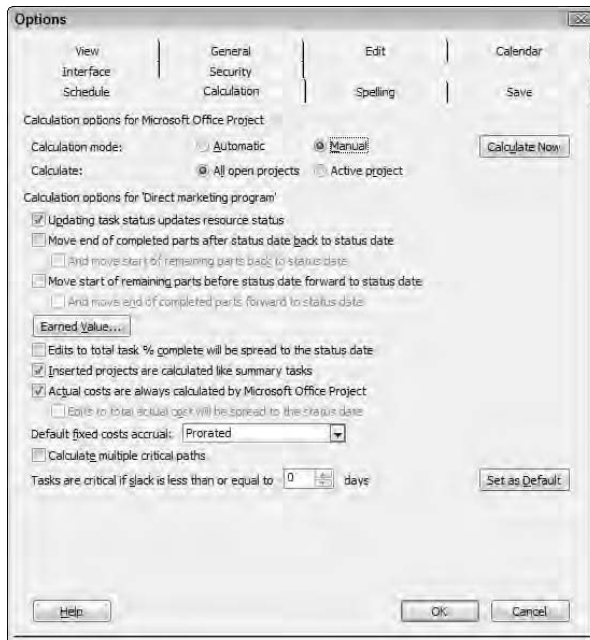 Options
View General Edit Calendar
Interface Security
Schedule Calculation Spelling Save
Calculation options for Microsoft Office Project
Calculation mode: Automatic Manual Calculate Now
Calculate: All open projects Active project
Calculation options for 'Direct marketing program'
Updating task status updates resource status
Move end of completed parts after status date back to status date
And move start of remaining parts back to status date
Move start of remaining parts before status date forward to status date
And move end of completed parts forward to status date
Earned Value...
Edits to total task % complete will be spread to the status date
Inserted projects are calculated like summary tasks
Actual costs are always calculated by Microsoft Office Project
Edits to total actual cost will be spread to the status date
Default fixed costs accrual: Prorated
Calculate multiple critical paths
Tasks are critical if slack is less than or equal to 0 days Set as Default
Help OK Cancel